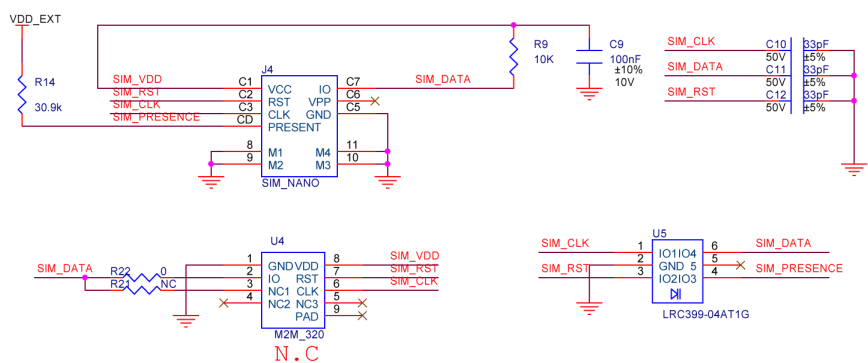 VDD_EXT
R14
30.9k
SIM_VDD
SIM_RST
SIM_CLK
SIM_PRESENCE
C1
C2
C3
CD
J4
VCC
RST
CLK
PRESENT
IO
VPP
GND
C7
C6
C5
SIM_DATA
8
9
M1
M2
M4
M3
11
10
SIM_NANO
R9
10K
C9
100nF
±10%
10V
SIM_CLK
C10
33pF
50V
±5%
SIM_DATA
C11
33pF
50V
±5%
SIM_RST
C12
33pF
50V
±5%
SIM_DATA
R22
0
R21
NC
U4
1
2
3
4
GND
IO
NC1
NC2
VDD
RST
CLK
NC3
PAD
8
7
6
5
9
SIM_VDD
SIM_RST
SIM_CLK
M2M_320
N.C
U5
SIM_CLK
1
IO1
IO4
6
SIM_DATA
2
GND
5
5
SIM_RST
3
IO2
IO3
4
SIM_PRESENCE
LRC399-04AT1G